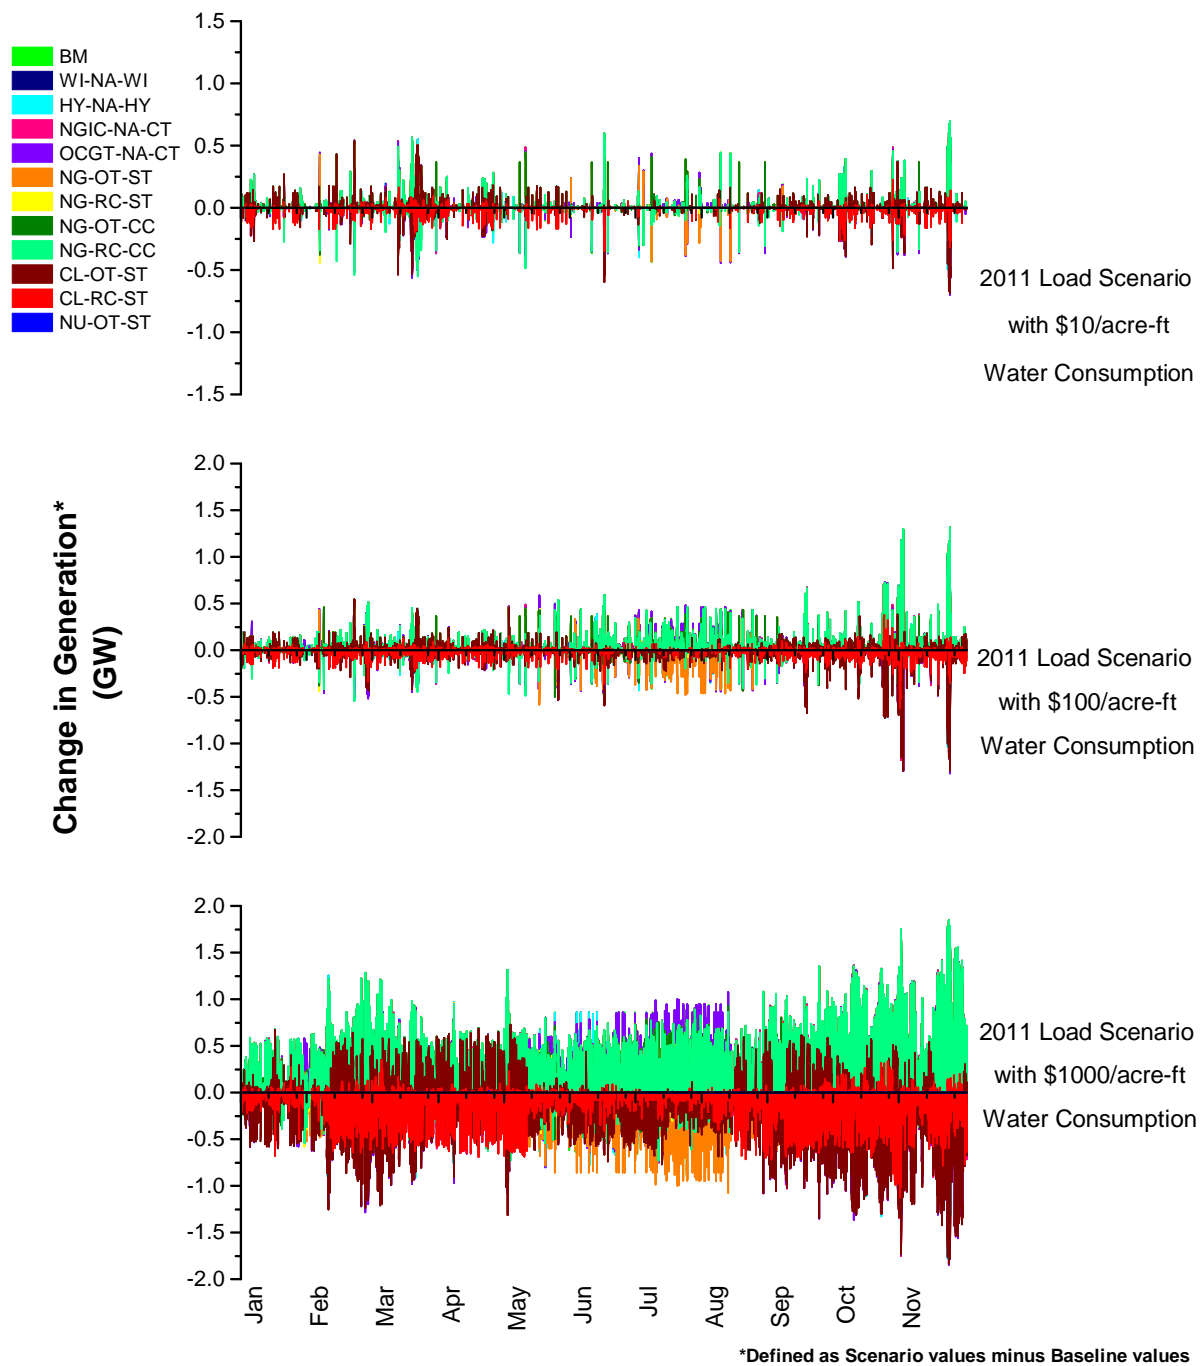 BM
WI-NA-WI
HY-NA-HY
NGIC-NA-CT
OCGT-NA-CT
NG-OT-ST
NG-RC-ST
NG-OT-CC
NG-RC-CC
CL-OT-ST
CL-RC-ST
NU-OT-ST
1.5
1.0
0.5
0.0
-0.5
-1.0
-1.5
2011 Load Scenario
with $10/acre-ft
Water Consumption
Change in Generation*
(GW)
2.0
1.5
1.0
0.5
0.0
-0.5
-1.0
-1.5
-2.0
2011 Load Scenario
with $100/acre-ft
Water Consumption
2.0
1.5
1.0
0.5
0.0
-0.5
-1.0
-1.5
-2.0
2011 Load Scenario
with $1000/acre-ft
Water Consumption
Jan
Feb
Mar
Apr
May
Jun
Jul
Aug
Sep
Oct
Nov
*Defined as Scenario values minus Baseline values